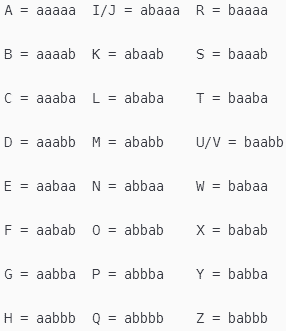 A = aaaaa I/J = abaaa R = baaaa
B = aaaab K = abaab S = baaab
C = aaaba L = ababa T = baaba
D = aaabb M = ababb U/V = baabb
E = aabaa N = abbaa W = babaa
F = aabab O = abbab X = babab
G = aabba P = abbba Y = babba
H = aabbb Q = abbbb Z = babbb